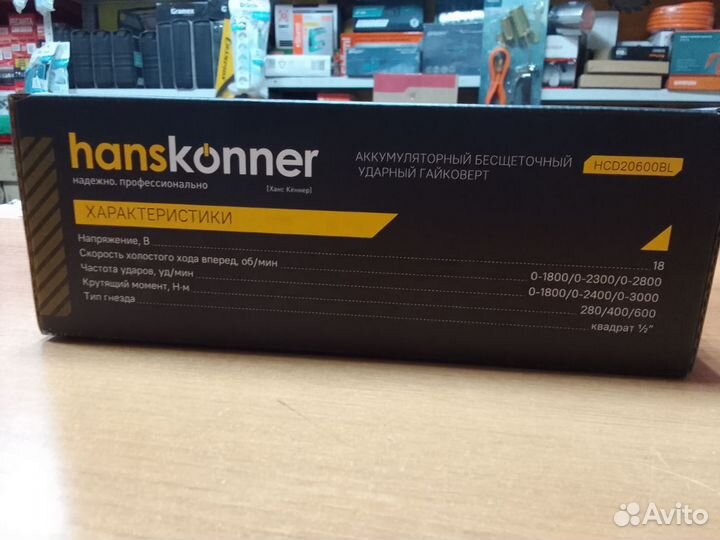 Gramex
hanskönner
надежно. профессионально
[Ханс Кённер]
АККУМУЛЯТОРНЫЙ БЕСЩЕТОЧНЫЙ
УДАРНЫЙ ГАЙКОВЕРТ
HCD20600BL
ХАРАКТЕРИСТИКИ
Напряжение, В 18
Скорость холостого хода вперед, об/мин 0-1800/0-2300/0-2800
Частота ударов, уд/мин 0-1800/0-2400/0-3000
Крутящий момент, Н·м 280/400/600
Тип гнезда квадрат ½"
Avito